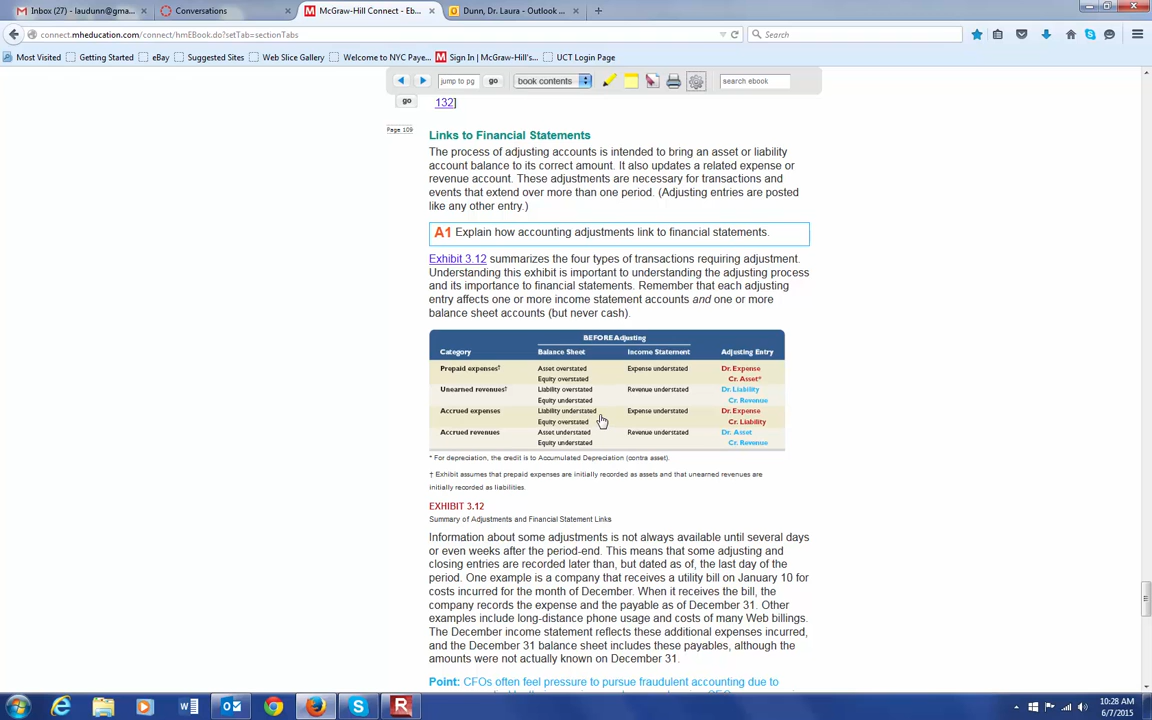 Inbox (27) - laudunn@gma...
Conversations
McGraw-Hill Connect - Eb...
Dunn, Dr. Laura - Outlook ...
connect.mheducation.com/connect/hmEBook.do?setTab=sectionTabs
Search
Most Visited
Getting Started
eBay
Suggested Sites
Web Slice Gallery
Welcome to NYC Paye...
Sign In | McGraw-Hill's...
UCT Login Page
jump to pg
go
book contents
search ebook
go
132]
Page 109
Links to Financial Statements
The process of adjusting accounts is intended to bring an asset or liability
account balance to its correct amount. It also updates a related expense or
revenue account. These adjustments are necessary for transactions and
events that extend over more than one period. (Adjusting entries are posted
like any other entry.)
A1 Explain how accounting adjustments link to financial statements.
Exhibit 3.12 summarizes the four types of transactions requiring adjustment.
Understanding this exhibit is important to understanding the adjusting process
and its importance to financial statements. Remember that each adjusting
entry affects one or more income statement accounts and one or more
balance sheet accounts (but never cash).
BEFORE Adjusting
Category Balance Sheet Income Statement Adjusting Entry
Prepaid expenses† Asset overstated Expense understated Dr. Expense
Equity overstated Cr. Asset*
Unearned revenues† Liability overstated Revenue understated Dr. Liability
Equity understated Cr. Revenue
Accrued expenses Liability understated Expense understated Dr. Expense
Equity overstated Cr. Liability
Accrued revenues Asset understated Revenue understated Dr. Asset
Equity understated Cr. Revenue
* For depreciation, the credit is to Accumulated Depreciation (contra asset).
† Exhibit assumes that prepaid expenses are initially recorded as assets and that unearned revenues are
initially recorded as liabilities.
EXHIBIT 3.12
Summary of Adjustments and Financial Statement Links
Information about some adjustments is not always available until several days
or even weeks after the period-end. This means that some adjusting and
closing entries are recorded later than, but dated as of, the last day of the
period. One example is a company that receives a utility bill on January 10 for
costs incurred for the month of December. When it receives the bill, the
company records the expense and the payable as of December 31. Other
examples include long-distance phone usage and costs of many Web billings.
The December income statement reflects these additional expenses incurred,
and the December 31 balance sheet includes these payables, although the
amounts were not actually known on December 31.
Point: CFOs often feel pressure to pursue fraudulent accounting due to
10:28 AM
6/7/2015